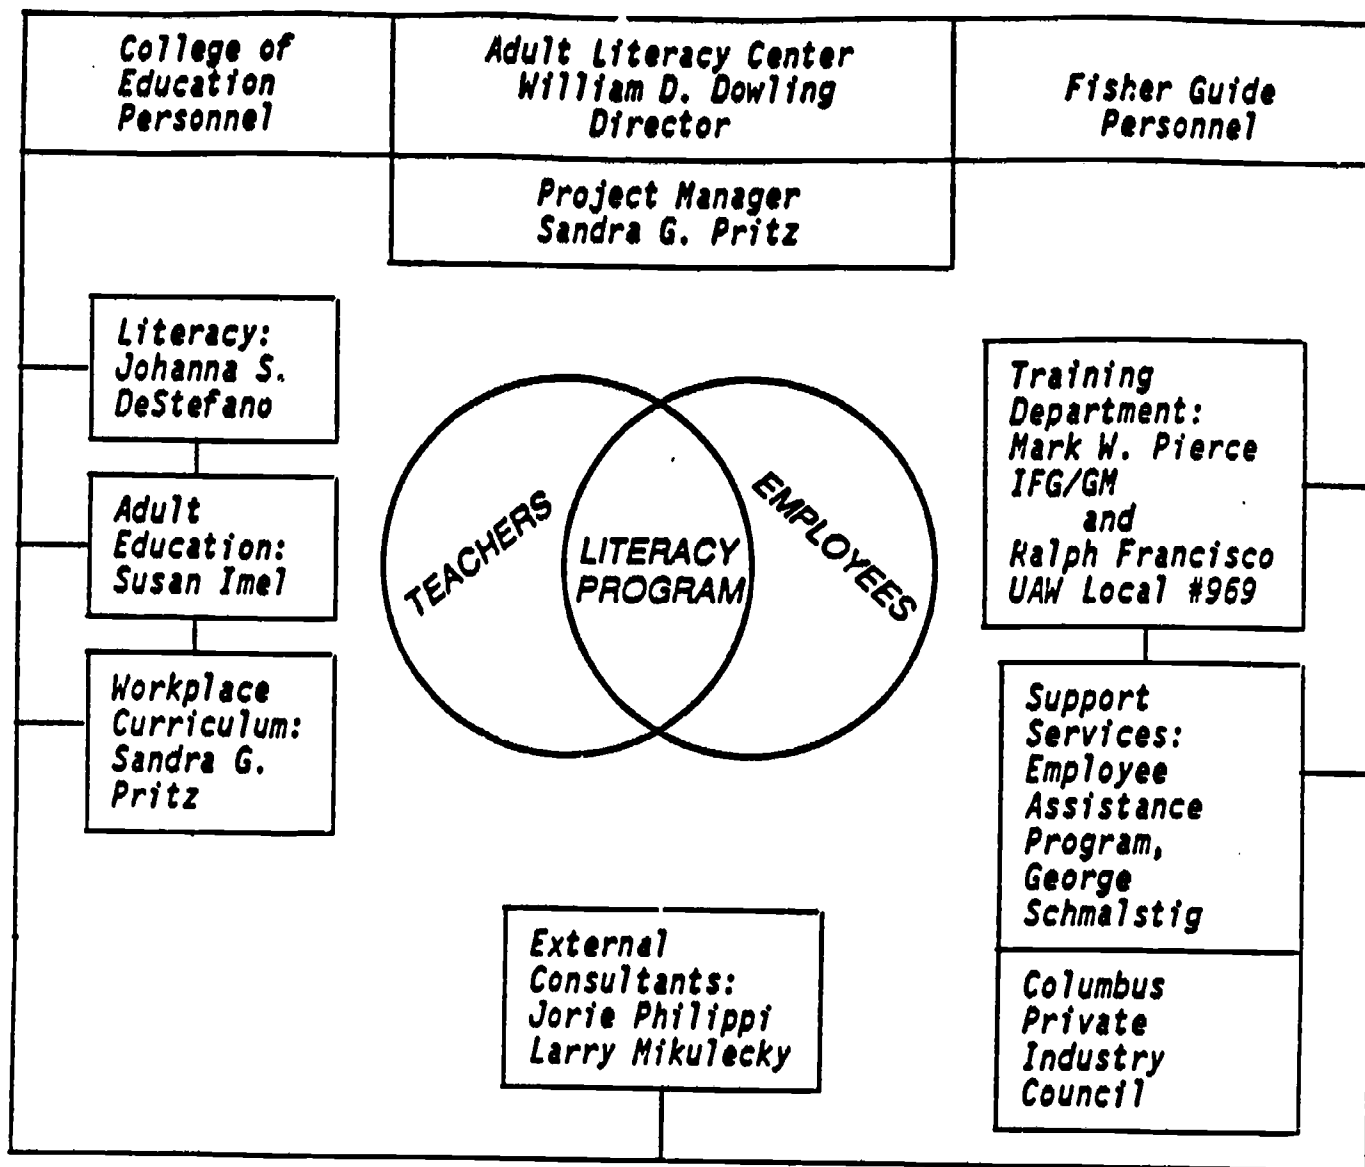 College of
Education
Personnel
Adult Literacy Center
William D. Dowling
Director
Fisher Guide
Personnel
Project Manager
Sandra G. Pritz
Literacy:
Johanna S.
DeStefano
Adult
Education:
Susan Imel
Workplace
Curriculum:
Sandra G.
Pritz
TEACHERS
LITERACY
PROGRAM
EMPLOYEES
Training
Department:
Mark W. Pierce
IFG/GM
and
Ralph Francisco
UAW Local #969
Support
Services:
Employee
Assistance
Program,
George
Schmalstig
Columbus
Private
Industry
Council
External
Consultants:
Jorie Philippi
Larry Mikulecky